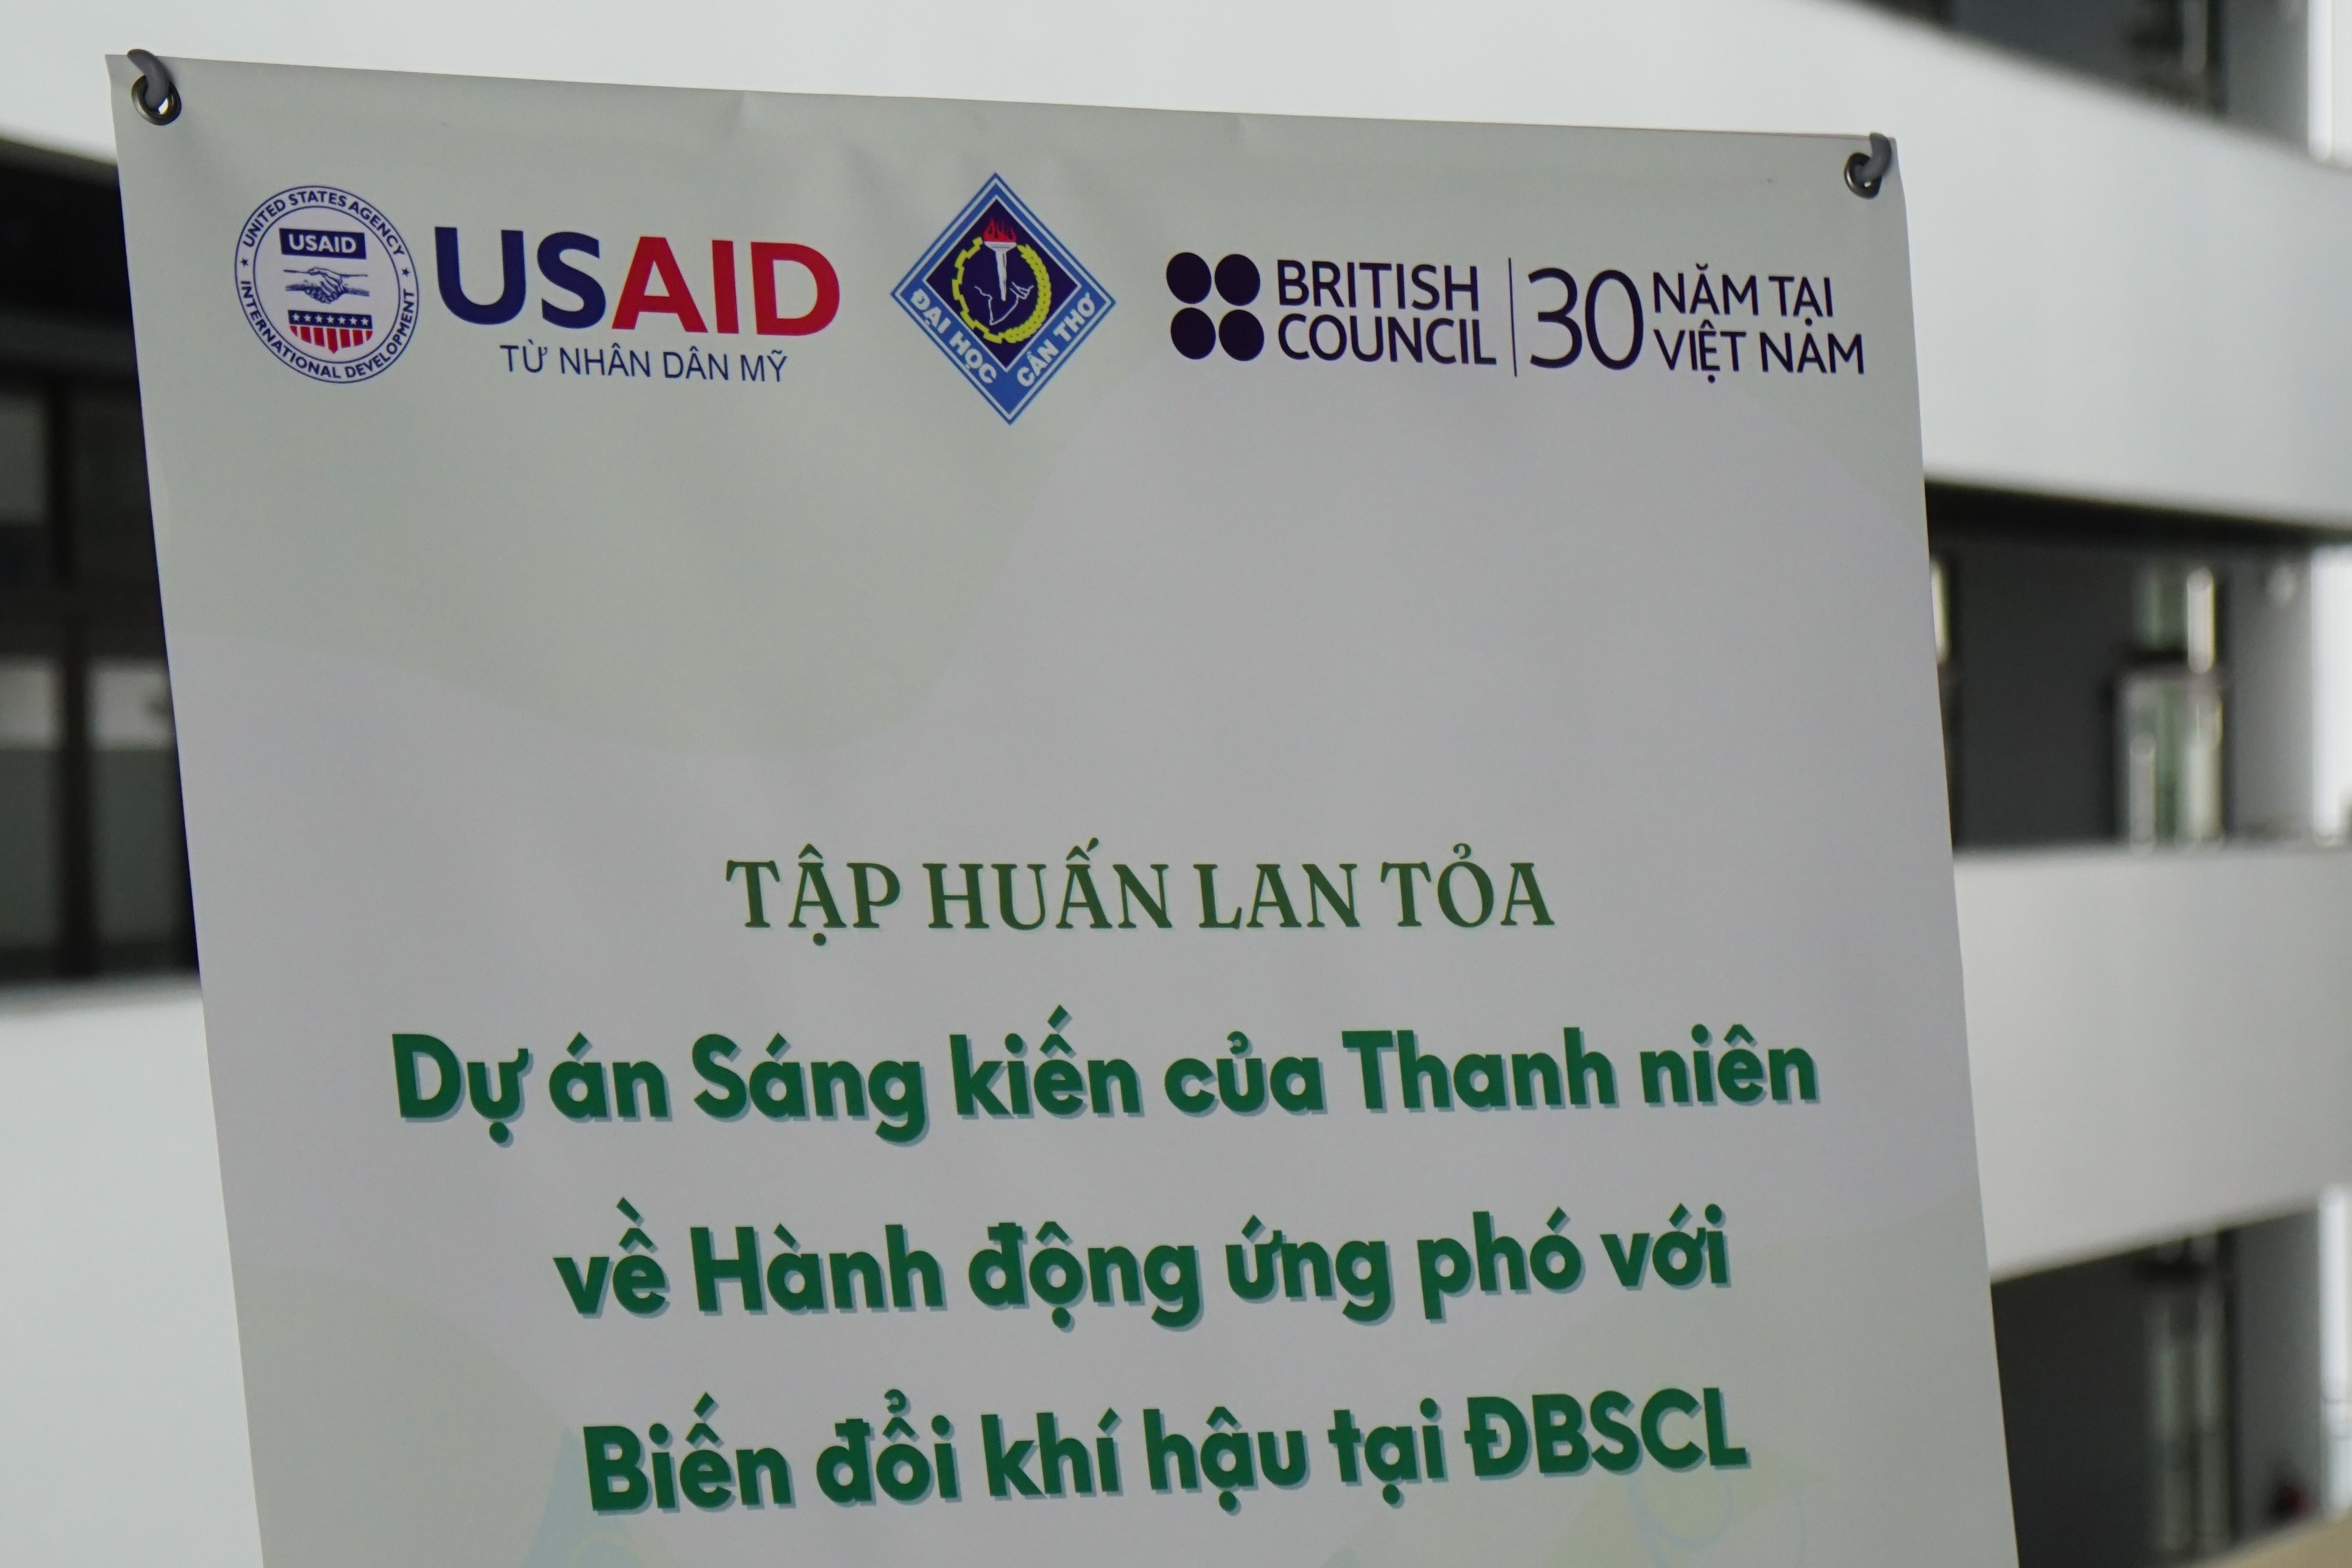 UNITED STATES AGENCY
USAID
INTERNATIONAL DEVELOPMENT
USAID
TỪ NHÂN DÂN MỸ
ĐẠI HỌC CẦN THƠ
BRITISH
COUNCIL
30
NĂM TẠI
VIỆT NAM
TẬP HUẤN LAN TỎA
Dự án Sáng kiến của Thanh niên
về Hành động ứng phó với
Biến đổi khí hậu tại ĐBSCL